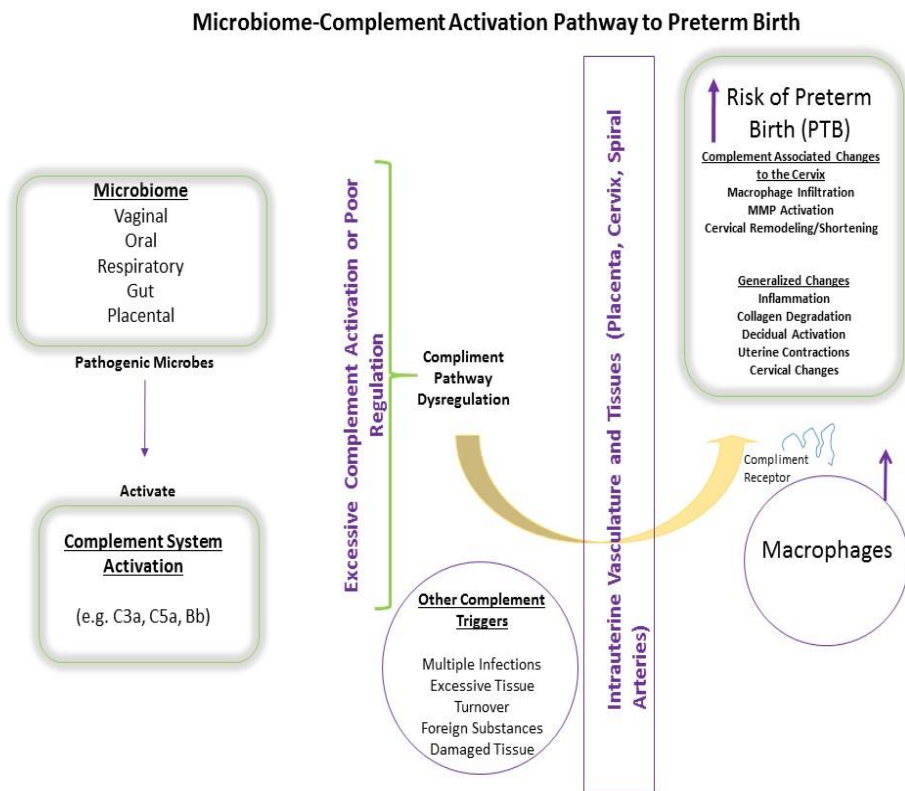 Microbiome-Complement Activation Pathway to Preterm Birth
Microbiome
Vaginal
Oral
Respiratory
Gut
Placental
Pathogenic Microbes
Activate
Complement System
Activation
(e.g. C3a, C5a, Bb)
Excessive Complement Activation or Poor
Regulation
Compliment
Pathway
Dysregulation
Other Complement
Triggers
Multiple Infections
Excessive Tissue
Turnover
Foreign Substances
Damaged Tissue
Intrauterine Vasculature and Tissues (Placenta, Cervix, Spiral
Arteries)
Risk of Preterm
Birth (PTB)
Complement Associated Changes
to the Cervix
Macrophage Infiltration
MMP Activation
Cervical Remodeling/Shortening
Generalized Changes
Inflammation
Collagen Degradation
Decidual Activation
Uterine Contractions
Cervical Changes
Compliment
Receptor
Macrophages